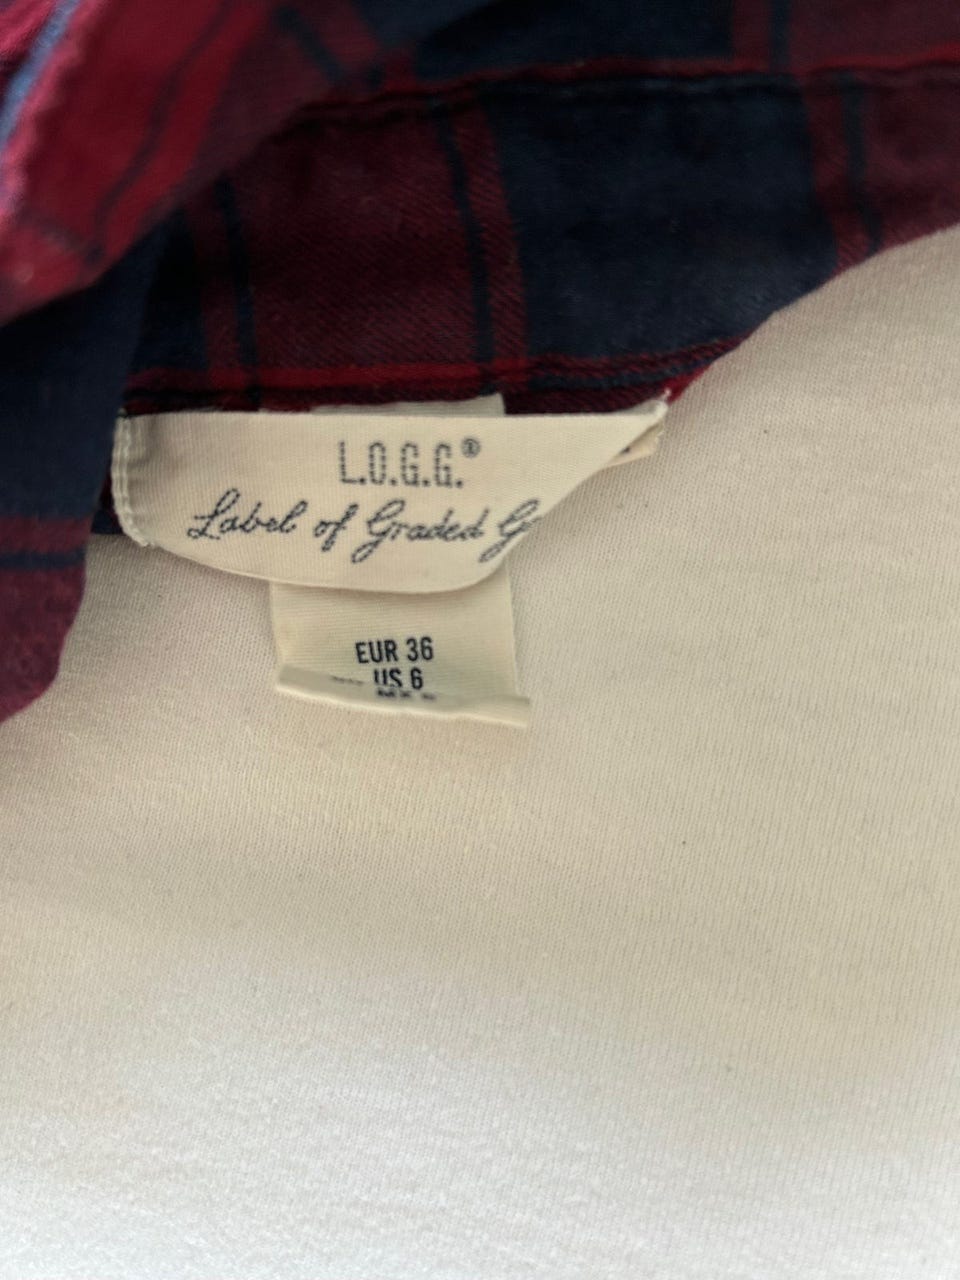 L.O.G.G.®
Label of Graded
EUR 36
US 6